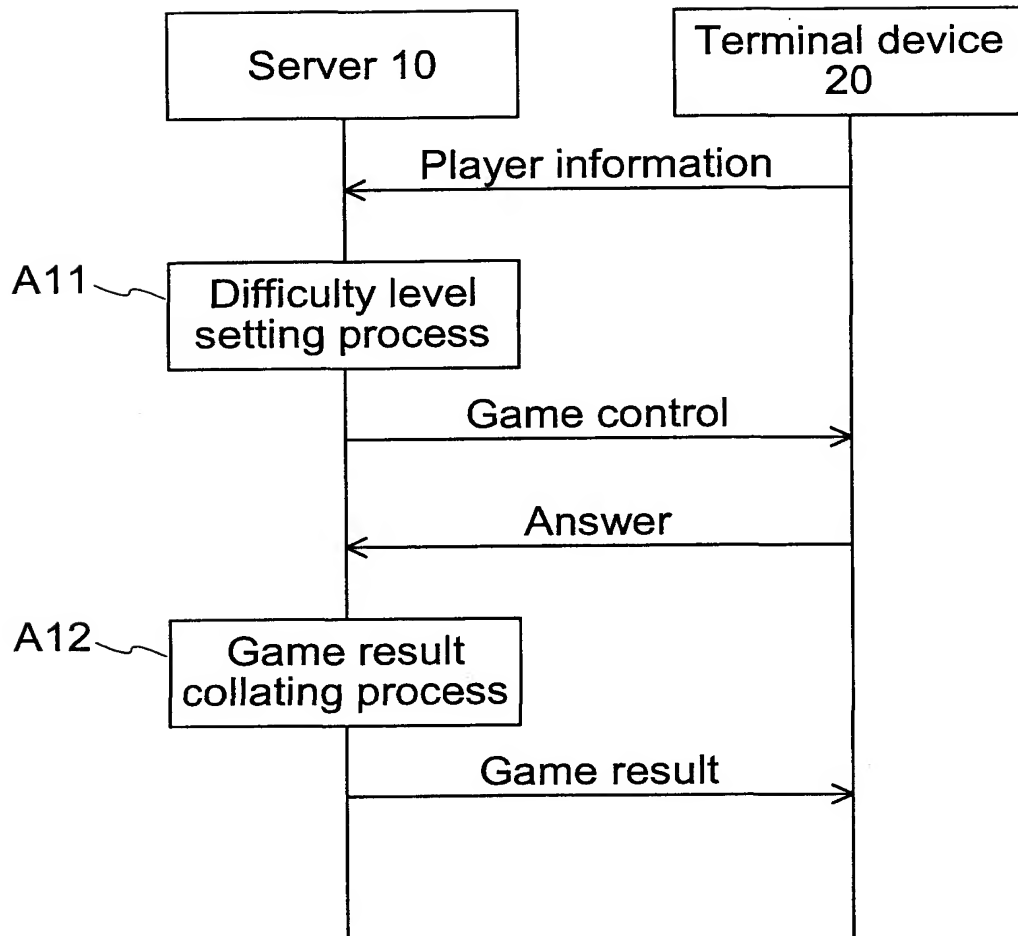 Server 10
Terminal device
20
Player information
A11
Difficulty level
setting process
Game control
Answer
A12
Game result
collating process
Game result